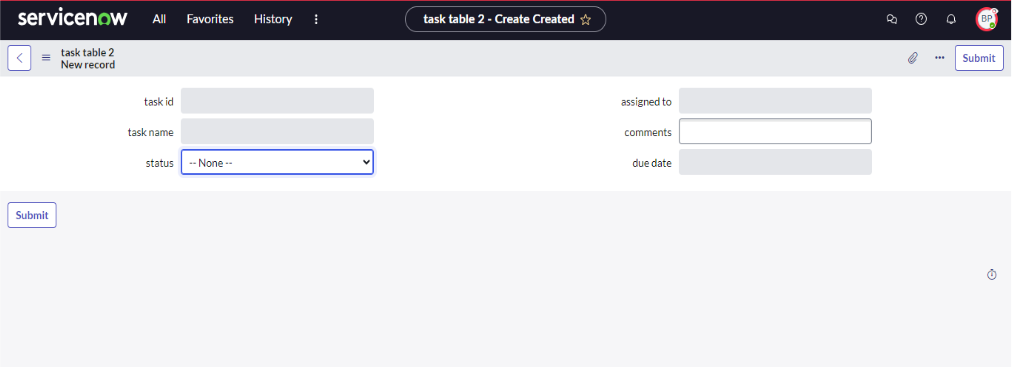 servicenow All Favorites History task table 2 - Create Created BP
task table 2
New record
Submit
task id
assigned to
task name
comments
status -- None --
due date
Submit